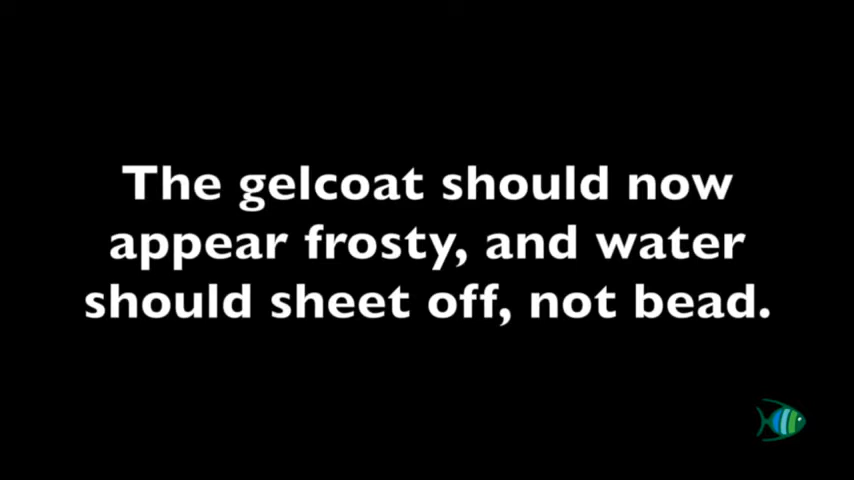 The gelcoat should now
appear frosty, and water
should sheet off, not bead.